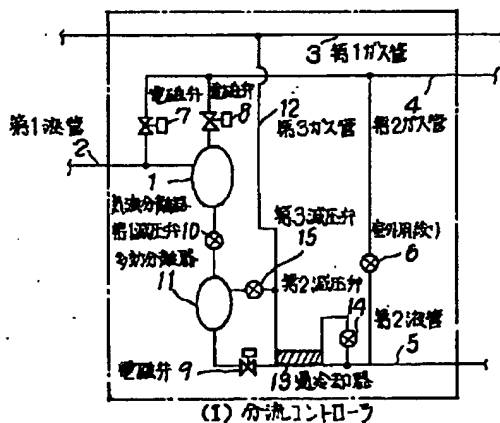 3 第1ガス管
電磁弁
電磁弁
7
8
12
第3ガス管
4
第2ガス管
第1液管
2
1
気液分離器
第1減圧弁 10
多効分離器
11
第3減圧弁
15
第2減圧弁
室外用絞り
6
14
第2液管
5
電磁弁 9
13 過冷却器
(I) 分流コントローラ